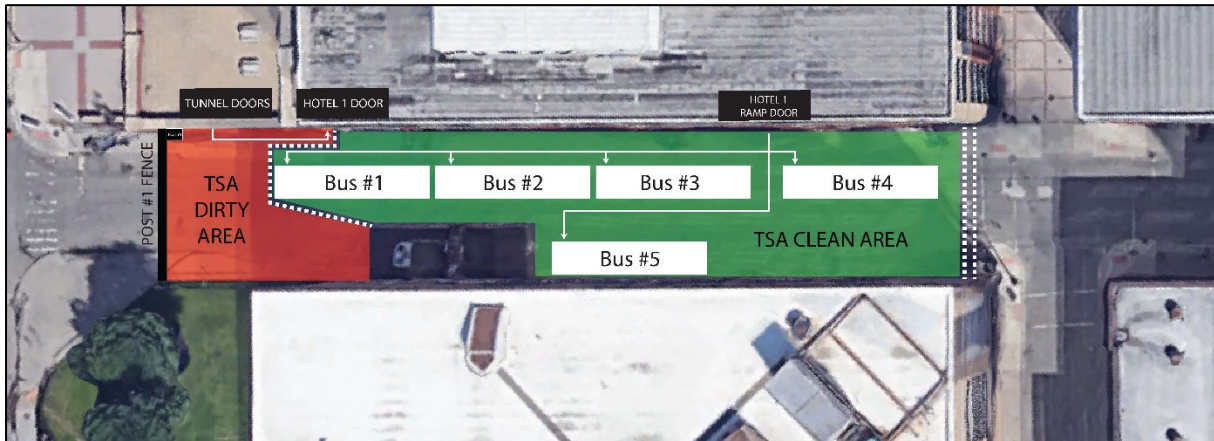 TUNNEL DOORS
HOTEL 1 DOOR
HOTEL 1
RAMP DOOR
POST #1 FENCE
TSA
DIRTY
AREA
Bus #1
Bus #2
Bus #3
Bus #4
Bus #5
TSA CLEAN AREA